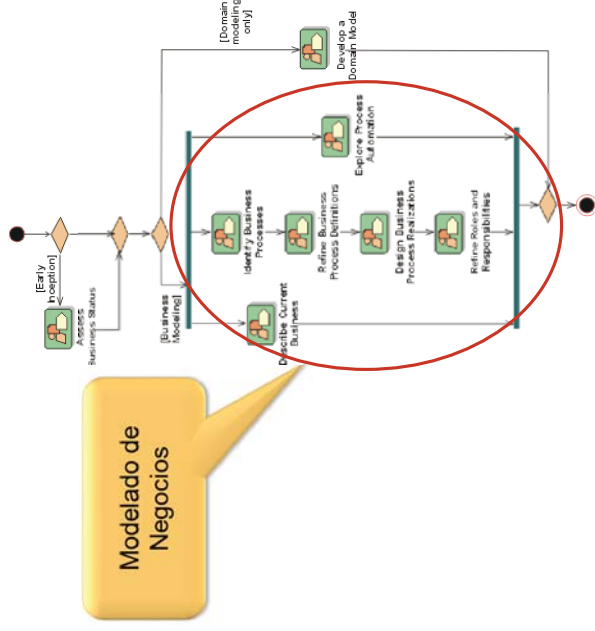 [Early
Inception]
Assess
Business Status
[Business
Modeling]
[Domain
modeling
only]
Develop a
Domain Model
Describe Current
Business
Identify Business
Processes
Refine Business
Process Definitions
Design Business
Process Realizations
Refine Roles and
Responsibilities
Explore Process
Automation
Modelado de
Negocios